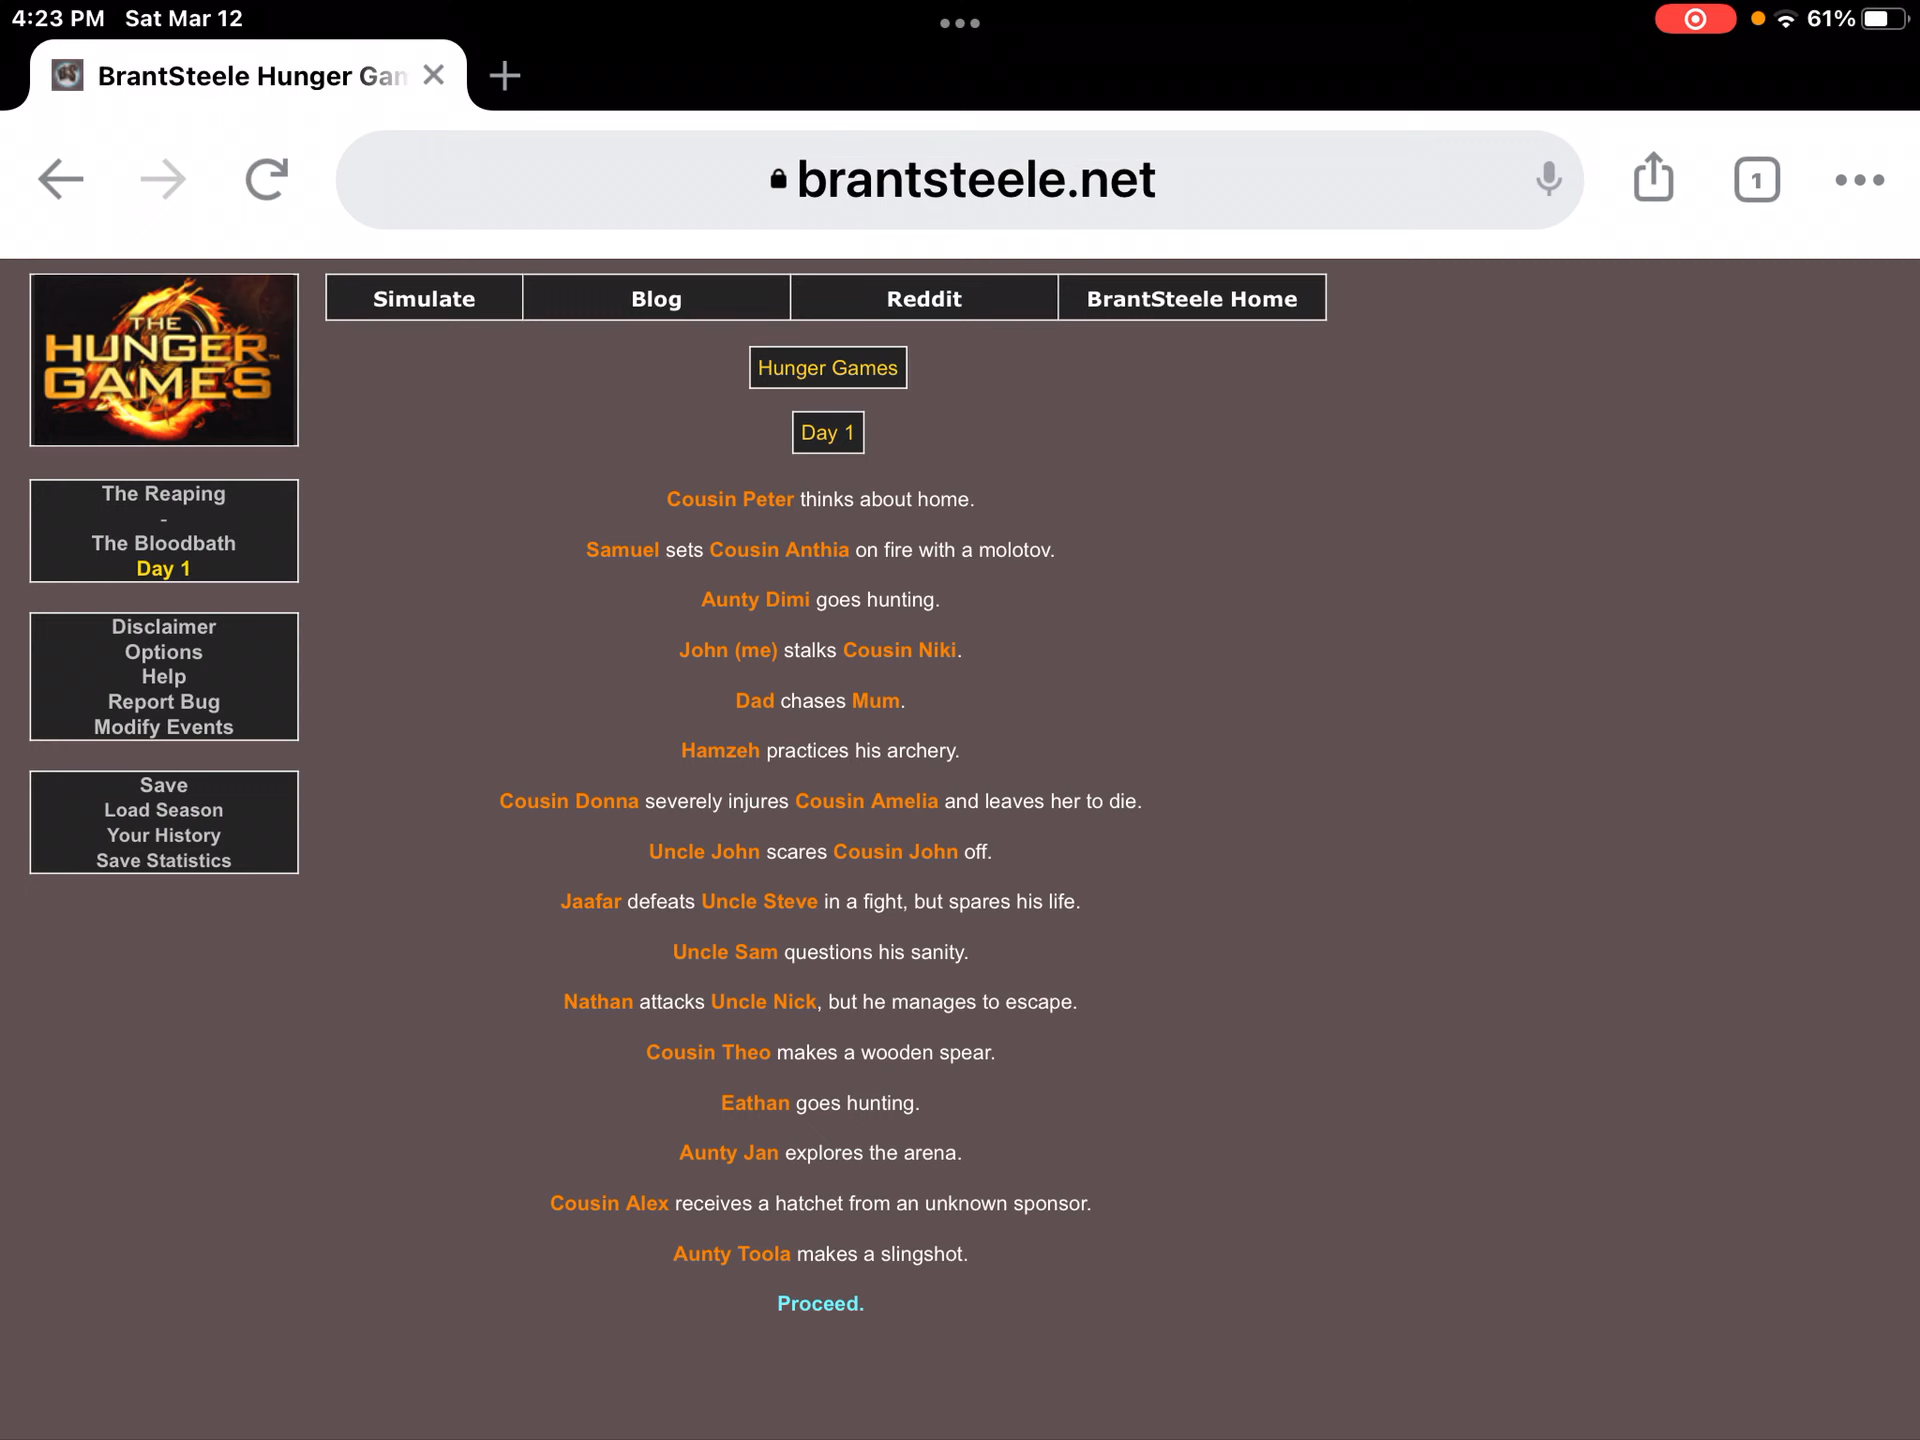 4:23 PM Sat Mar 12
61%
BrantSteele Hunger Gan
brantsteele.net
1
THE HUNGER GAMES™
Simulate Blog Reddit BrantSteele Home
Hunger Games
Day 1
The Reaping
-
The Bloodbath
Day 1
Disclaimer
Options
Help
Report Bug
Modify Events
Save
Load Season
Your History
Save Statistics
Cousin Peter thinks about home.
Samuel sets Cousin Anthia on fire with a molotov.
Aunty Dimi goes hunting.
John (me) stalks Cousin Niki.
Dad chases Mum.
Hamzeh practices his archery.
Cousin Donna severely injures Cousin Amelia and leaves her to die.
Uncle John scares Cousin John off.
Jaafar defeats Uncle Steve in a fight, but spares his life.
Uncle Sam questions his sanity.
Nathan attacks Uncle Nick, but he manages to escape.
Cousin Theo makes a wooden spear.
Eathan goes hunting.
Aunty Jan explores the arena.
Cousin Alex receives a hatchet from an unknown sponsor.
Aunty Toola makes a slingshot.
Proceed.